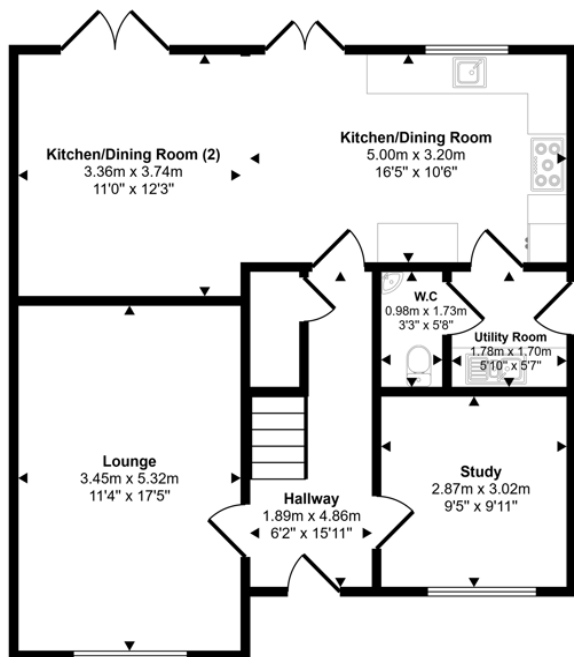 Kitchen/Dining Room (2)
3.36m x 3.74m
11'0" x 12'3"
Kitchen/Dining Room
5.00m x 3.20m
16'5" x 10'6"
W.C
0.98m x 1.73m
3'3" x 5'8"
Utility Room
1.78m x 1.70m
5'10" x 5'7"
Lounge
3.45m x 5.32m
11'4" x 17'5"
Hallway
1.89m x 4.86m
6'2" x 15'11"
Study
2.87m x 3.02m
9'5" x 9'11"